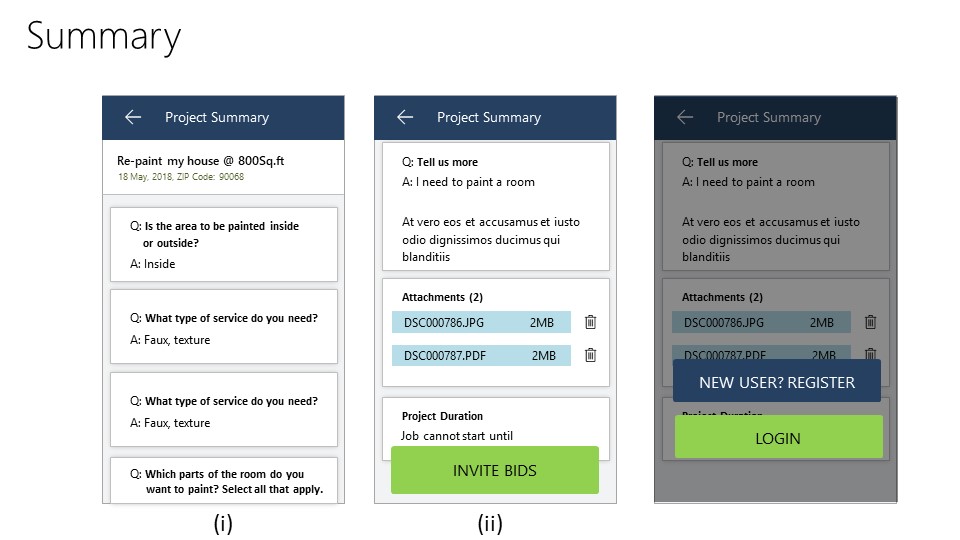 Summary
Project Summary
Re-paint my house @ 800Sq.ft
18 May, 2018, ZIP Code: 90068
Q: Is the area to be painted inside
or outside?
A: Inside
Q: What type of service do you need?
A: Faux, texture
Q: What type of service do you need?
A: Faux, texture
Q: Which parts of the room do you
want to paint? Select all that apply.
(i)
Project Summary
Q: Tell us more
A: I need to paint a room
At vero eos et accusamus et iusto
odio dignissimos ducimus qui
blanditiis
Attachments (2)
DSC000786.JPG 2MB
DSC000787.PDF 2MB
Project Duration
Job cannot start until
INVITE BIDS
(ii)
Project Summary
Q: Tell us more
A: I need to paint a room
At vero eos et accusamus et iusto
odio dignissimos ducimus qui
blanditiis
Attachments (2)
DSC000786.JPG 2MB
DSC000787.PDF 2MB
NEW USER? REGISTER
Project Duration
LOGIN